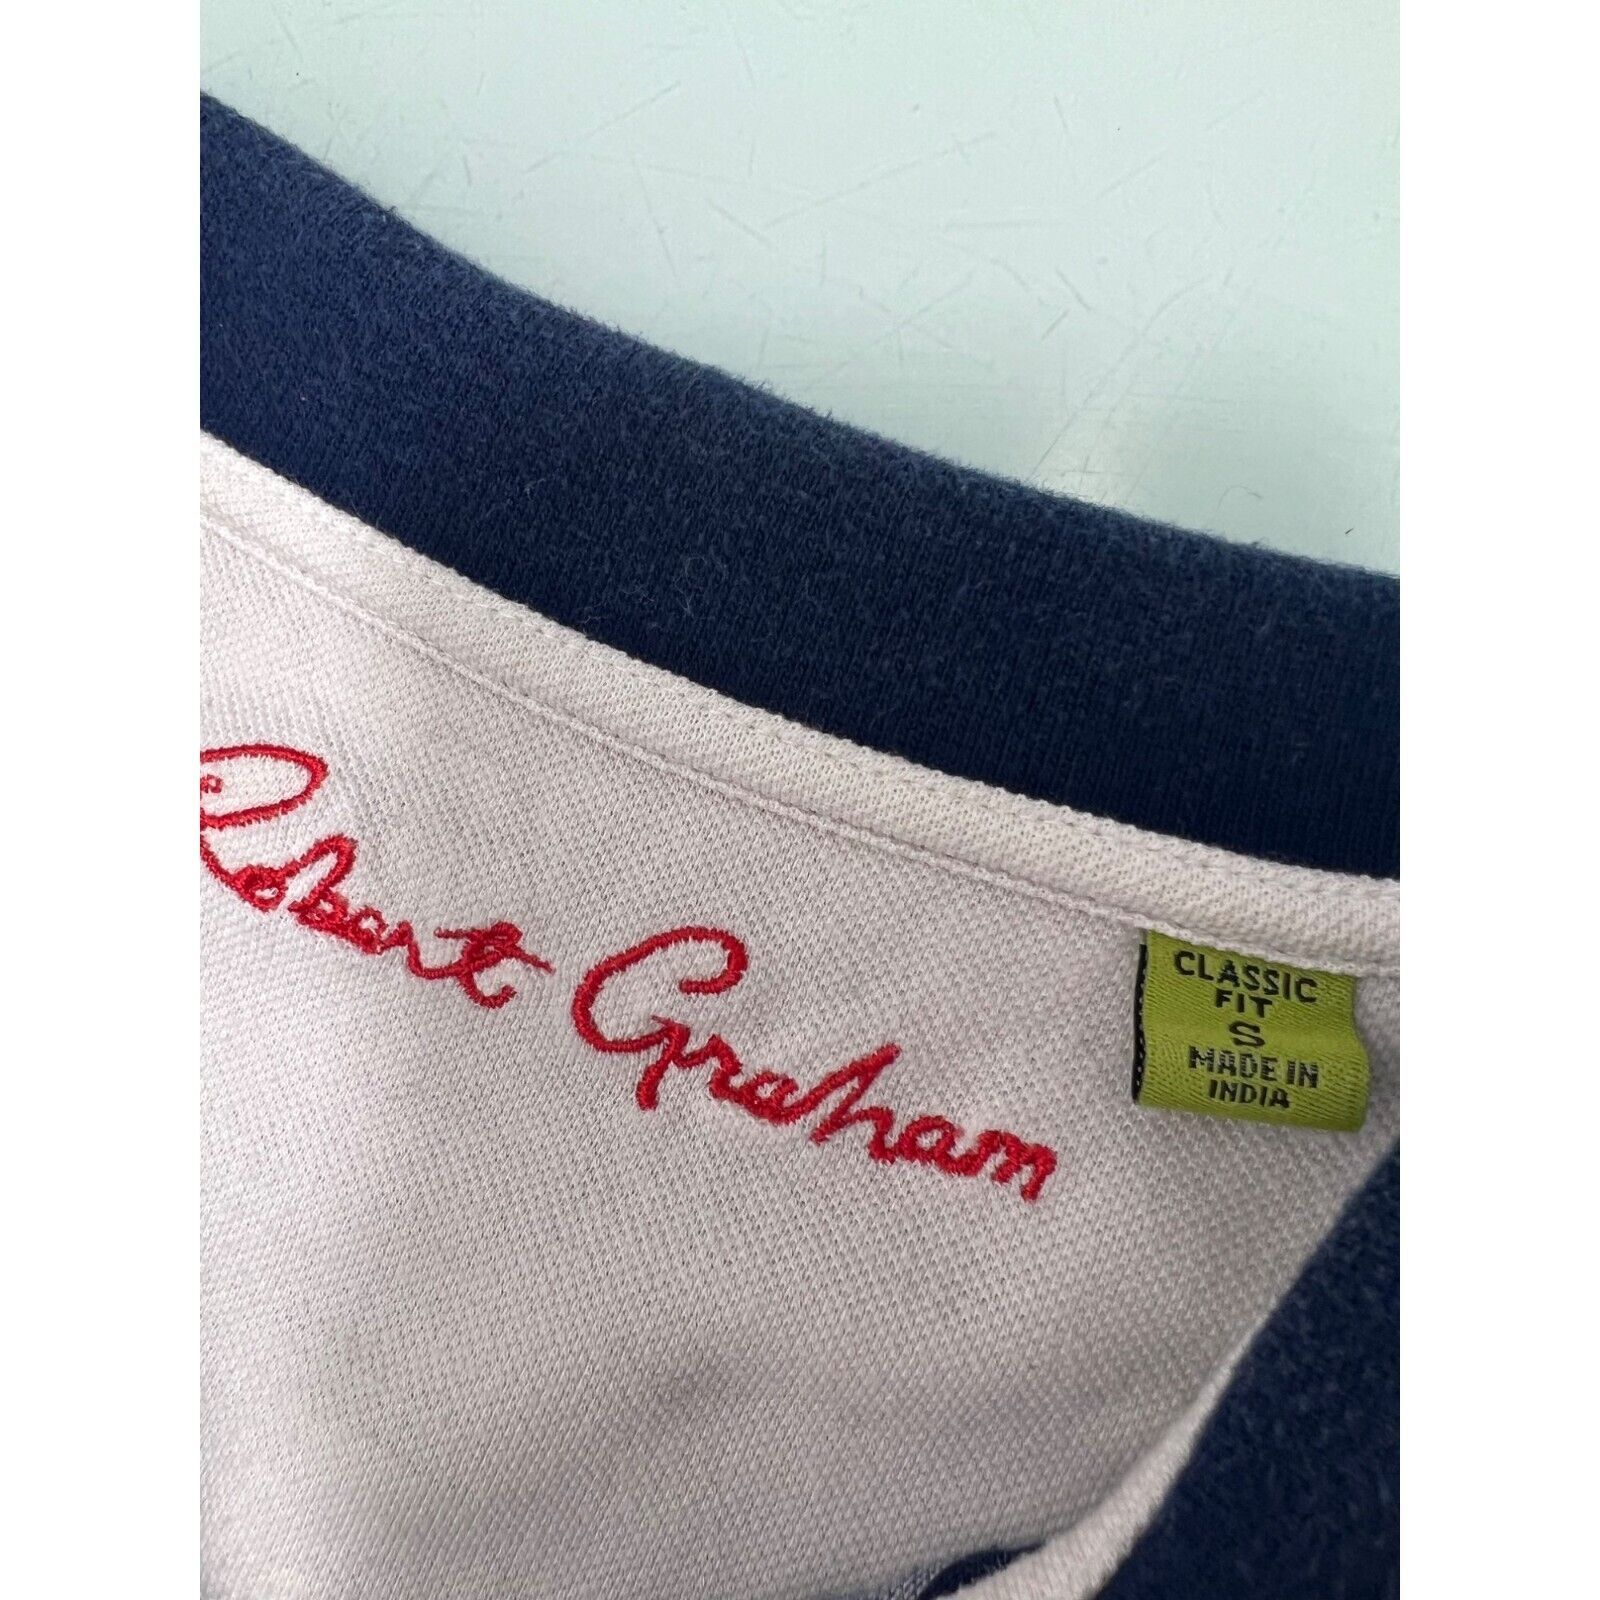 Robert Graham
CLASSIC
FIT
S
MADE IN
INDIA